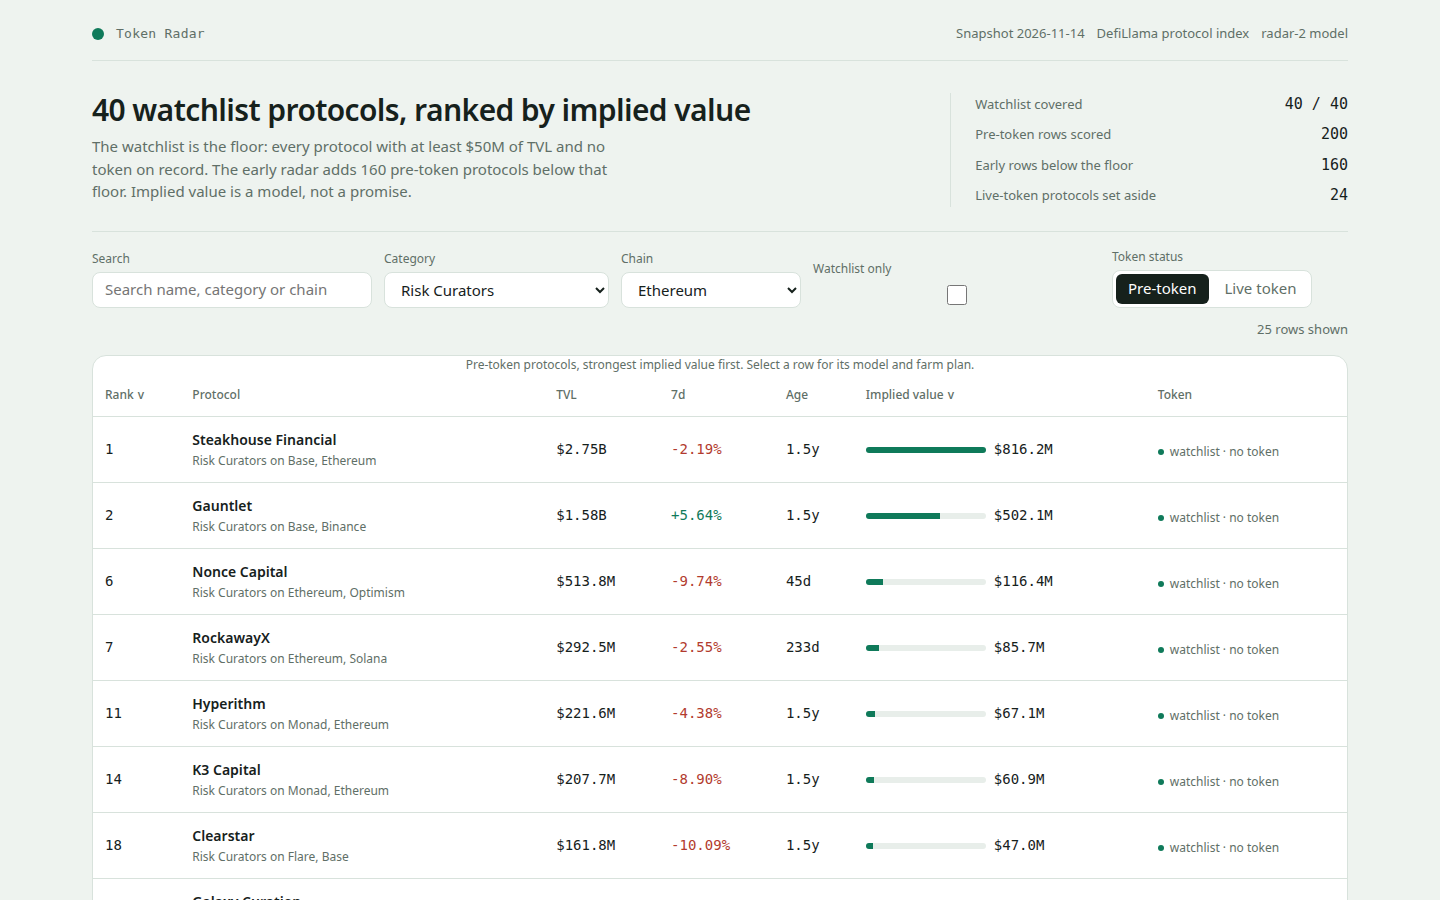 Token Radar
Snapshot 2026-11-14 DefiLlama protocol index radar-2 model
40 watchlist protocols, ranked by implied value
The watchlist is the floor: every protocol with at least $50M of TVL and no
token on record. The early radar adds 160 pre-token protocols below that
floor. Implied value is a model, not a promise.
Watchlist covered 40 / 40
Pre-token rows scored 200
Early rows below the floor 160
Live-token protocols set aside 24
Search Category Chain Watchlist only Token status
Search name, category or chain Risk Curators Ethereum Pre-token Live token
25 rows shown
Pre-token protocols, strongest implied value first. Select a row for its model and farm plan.
Rank v Protocol TVL 7d Age Implied value v Token
1 Steakhouse Financial $2.75B -2.19% 1.5y $816.2M watchlist · no token
Risk Curators on Base, Ethereum
2 Gauntlet $1.58B +5.64% 1.5y $502.1M watchlist · no token
Risk Curators on Base, Binance
6 Nonce Capital $513.8M -9.74% 45d $116.4M watchlist · no token
Risk Curators on Ethereum, Optimism
7 RockawayX $292.5M -2.55% 233d $85.7M watchlist · no token
Risk Curators on Ethereum, Solana
11 Hyperithm $221.6M -4.38% 1.5y $67.1M watchlist · no token
Risk Curators on Monad, Ethereum
14 K3 Capital $207.7M -8.90% 1.5y $60.9M watchlist · no token
Risk Curators on Monad, Ethereum
18 Clearstar $161.8M -10.09% 1.5y $47.0M watchlist · no token
Risk Curators on Flare, Base